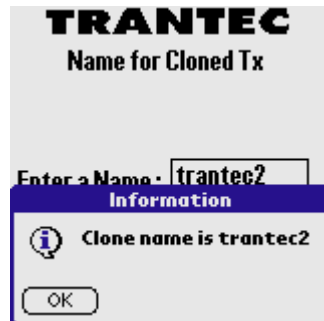 TRANTEC
Name for Cloned Tx
Enter a Name: trantec2
Information
Clone name is trantec2
OK